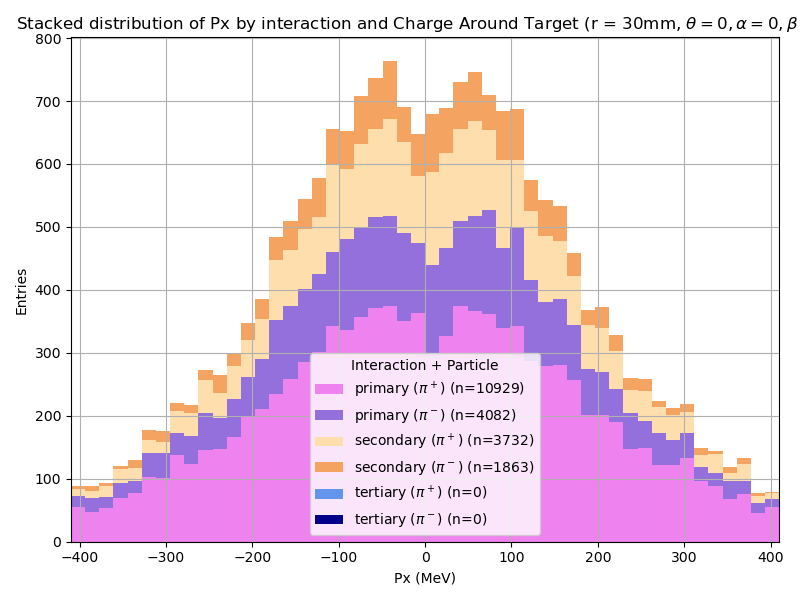 Stacked distribution of Px by interaction and Charge Around Target (r = 30mm, θ = 0, α = 0, β
800
700
600
500
400
300
200
100
0
Entries
Interaction + Particle
primary (π⁺) (n=10929)
primary (π⁻) (n=4082)
secondary (π⁺) (n=3732)
secondary (π⁻) (n=1863)
tertiary (π⁺) (n=0)
tertiary (π⁻) (n=0)
−400 −300 −200 −100 0 100 200 300 400
Px (MeV)